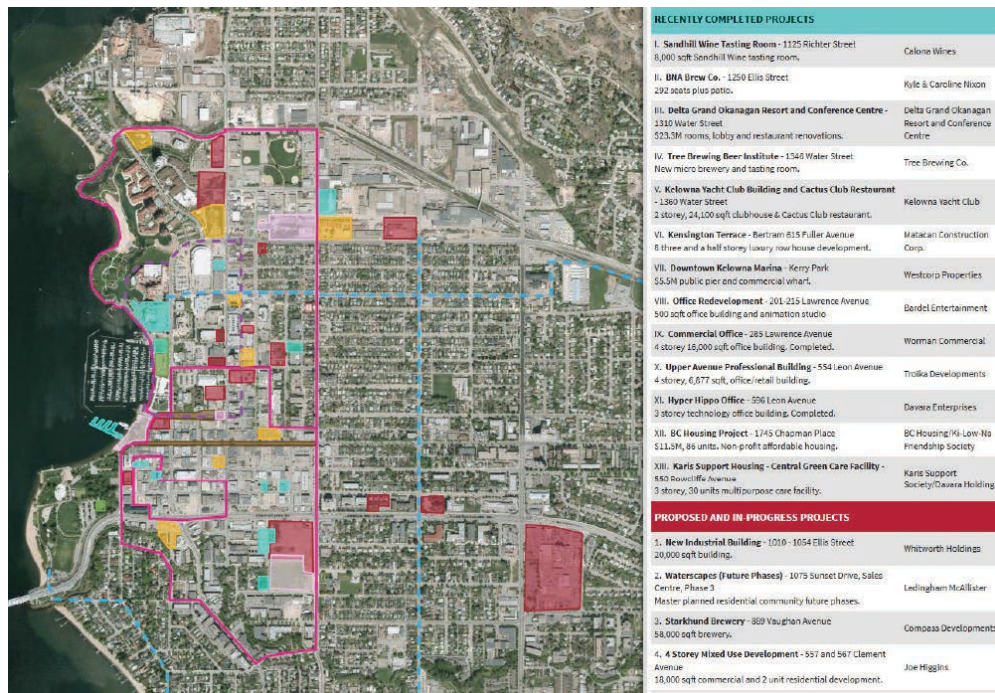 RECENTLY COMPLETED PROJECTS
I. Sandhill Wine Tasting Room - 1125 Richter Street
8,000 sqft Sandhill Wine tasting room.
Calona Wines
II. BNA Brew Co. - 1250 Ellis Street
292 seats plus patio.
Kyle & Caroline Nixon
III. Delta Grand Okanagan Resort and Conference Centre -
1310 Water Street
$23.3M rooms, lobby and restaurant renovations.
Delta Grand Okanagan
Resort and Conference
Centre
IV. Tree Brewing Beer Institute - 1346 Water Street
New micro brewery and tasting room.
Tree Brewing Co.
V. Kelowna Yacht Club Building and Cactus Club Restaurant
- 1360 Water Street
2 storey, 24,100 sqft clubhouse & Cactus Club restaurant.
Kelowna Yacht Club
VI. Kensington Terrace - Bertram 615 Fuller Avenue
8 three and a half storey luxury row house development.
Matacan Construction
Corp.
VII. Downtown Kelowna Marina - Kerry Park
$5.5M public pier and commercial wharf.
Westcorp Properties
VIII. Office Redevelopment - 201-215 Lawrence Avenue
500 sqft office building and animation studio
Bardel Entertainment
IX. Commercial Office - 285 Lawrence Avenue
4 storey 16,000 sqft office building. Completed.
Worman Commercial
X. Upper Avenue Professional Building - 554 Leon Avenue
4 storey, 6,877 sqft, office/retail building.
Troika Developments
XI. Hyper Hippo Office - 596 Leon Avenue
3 storey technology office building. Completed.
Davara Enterprises
XII. BC Housing Project - 1745 Chapman Place
$11.5M, 86 units. Non-profit affordable housing.
BC Housing/Ki-Low-Na
Friendship Society
XIII. Karis Support Housing - Central Green Care Facility -
550 Rowcliffe Avenue
3 storey, 30 units multipurpose care facility.
Karis Support
Society/Davara Holding
PROPOSED AND IN-PROGRESS PROJECTS
1. New Industrial Building - 1010 - 1054 Ellis Street
20,000 sqft building.
Whitworth Holdings
2. Waterscapes (Future Phases) - 1075 Sunset Drive, Sales
Centre, Phase 3
Master planned residential community future phases.
Ledingham McAllister
3. Starkhund Brewery - 889 Vaughan Avenue
58,000 sqft brewery.
Compass Developments
4. 4 Storey Mixed Use Development - 557 and 567 Clement
Avenue
18,000 sqft commercial and 2 unit residential development.
Joe Higgins